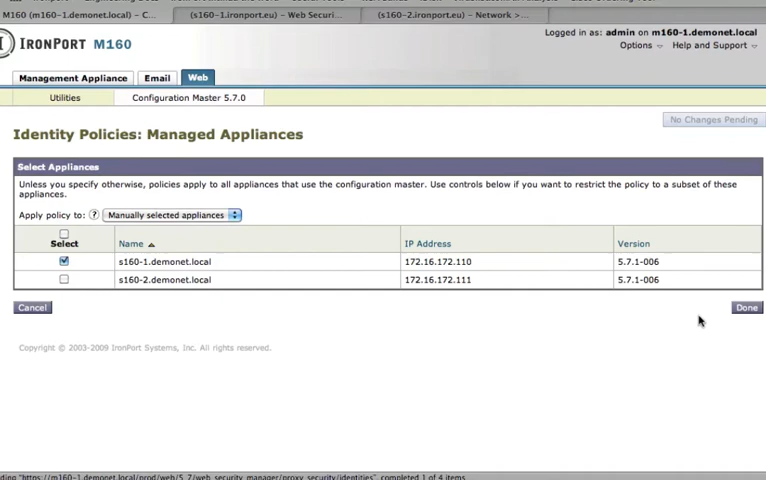 M160 (m160-1.demonet.local) – C...
(s160-1.ironport.eu) – Web Securi...
(s160-2.ironport.eu) – Network >...
IRONPORT M160
Logged in as: admin on m160-1.demonet.local
Options Help and Support
Management Appliance Email Web
Utilities Configuration Master 5.7.0
No Changes Pending
Identity Policies: Managed Appliances
Select Appliances
Unless you specify otherwise, policies apply to all appliances that use the configuration master. Use controls below if you want to restrict the policy to a subset of these
appliances.
Apply policy to: ? Manually selected appliances
Select Name IP Address Version
s160-1.demonet.local 172.16.172.110 5.7.1-006
s160-2.demonet.local 172.16.172.111 5.7.1-006
Cancel Done
Copyright © 2003-2009 IronPort Systems, Inc. All rights reserved.
"https://m160-1.demonet.local/prod/web/5_7/web_security_manager/proxy_security/identities", completed 1 of 4 items